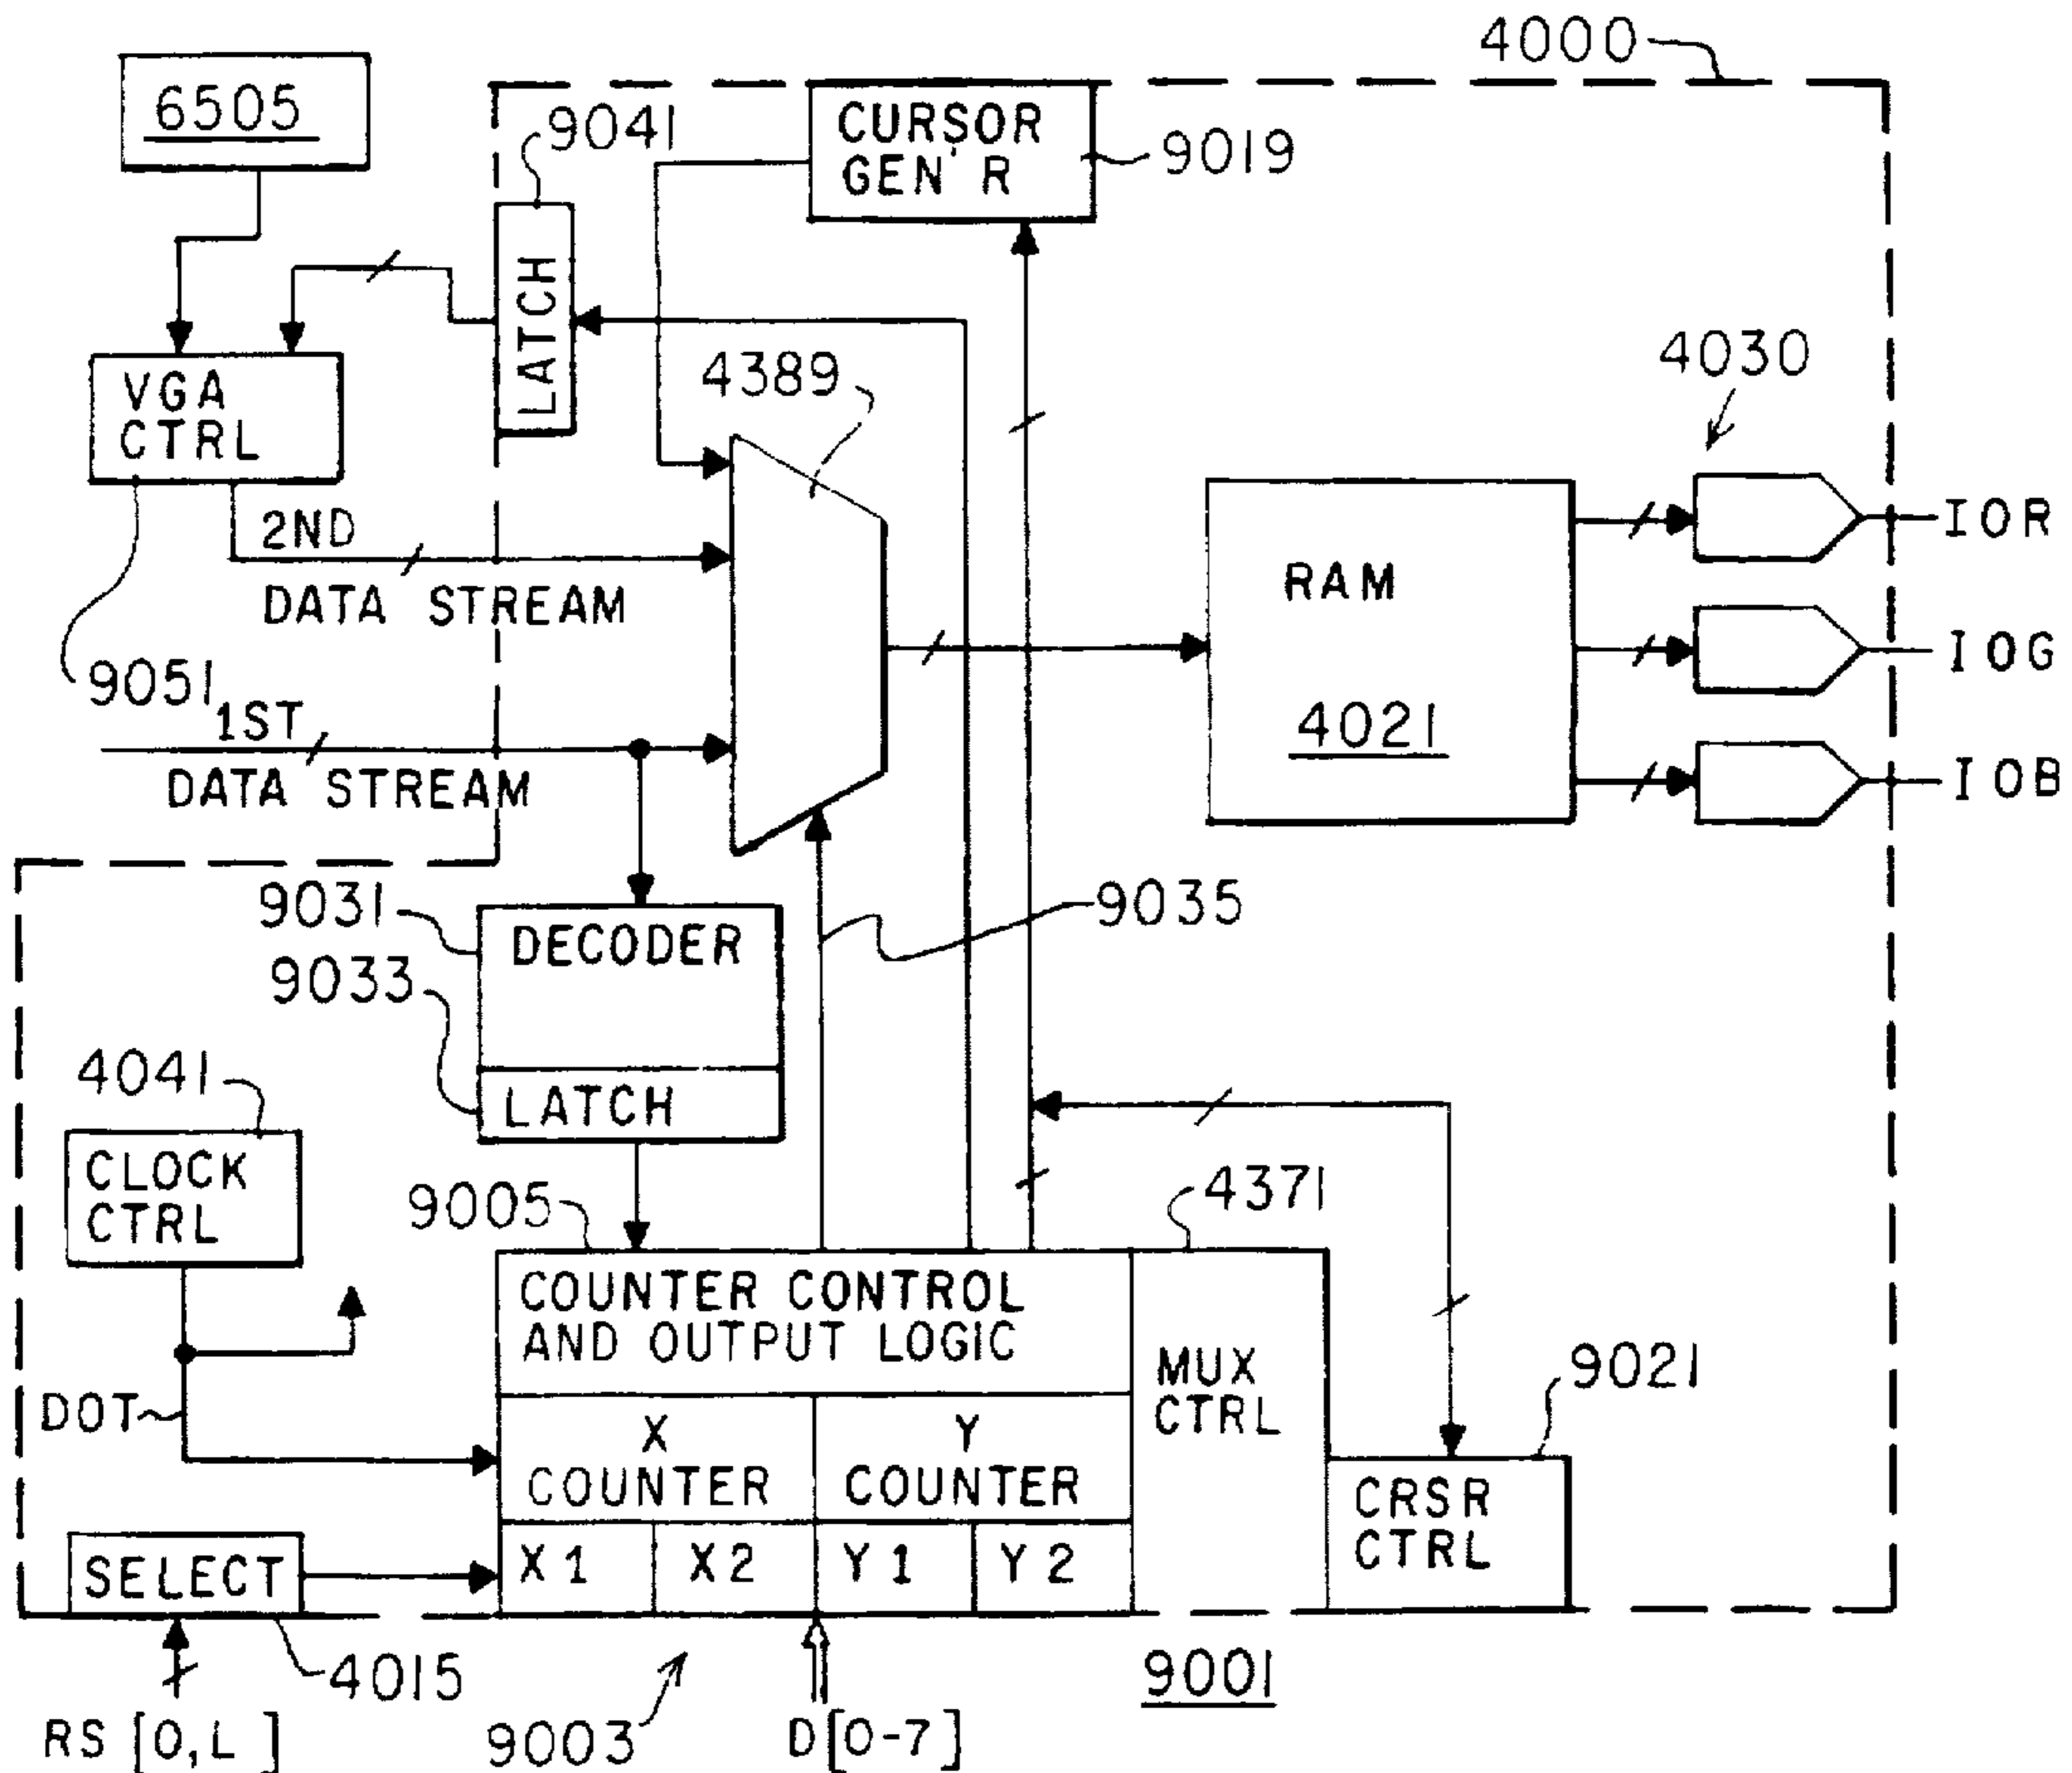 4000
6505
9041
CURSOR
GEN'R
9019
LATCH
4389
4030
VGA
CTRL
2ND
DATA STREAM
IOR
RAM
IOG
9051
1ST
4021
DATA STREAM
IOB
9031
DECODER
9035
9033
4041
LATCH
CLOCK
CTRL
9005
4371
COUNTER CONTROL
AND OUTPUT LOGIC
MUX
CTRL
9021
DOT
X
COUNTER
Y
COUNTER
CRSR
CTRL
SELECT
X1
X2
Y1
Y2
4015
9001
RS [0,L ]
9003
D[0-7]